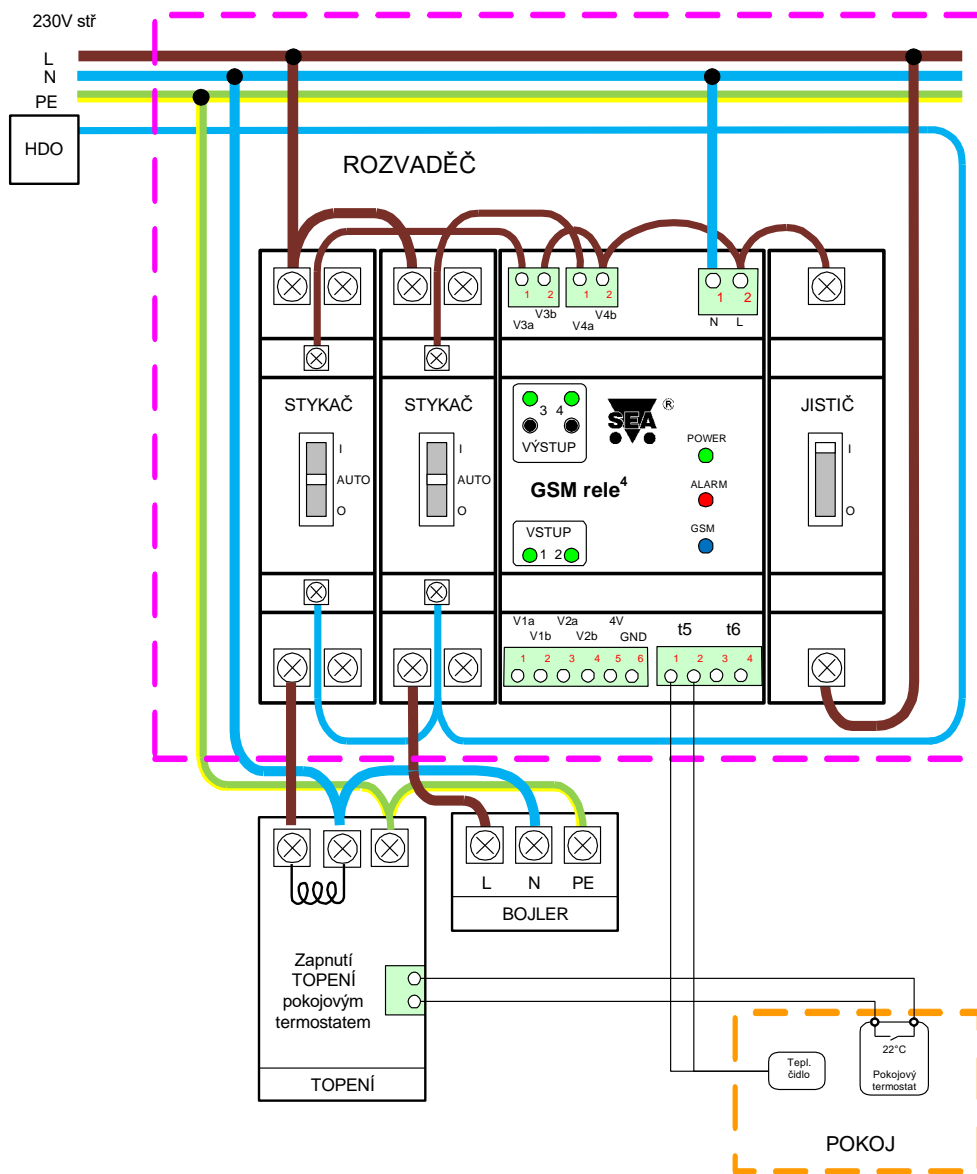 230V stř
L
N
PE
HDO
ROZVADĚČ
1 2
V3a V3b
1 2
V4a V4b
1 2
N L
STYKAČ
I
AUTO
O
STYKAČ
I
AUTO
O
3 4
VÝSTUP
SEA ®
POWER
GSM rele4
ALARM
VSTUP
1 2
GSM
JISTIČ
I
O
V1a V2a 4V
V1b V2b GND
1 2 3 4 5 6
t5 t6
1 2 3 4
L N PE
BOJLER
Zapnutí
TOPENÍ
pokojovým
termostatem
TOPENÍ
Tepl.
čidlo
22°C
Pokojový
termostat
POKOJ